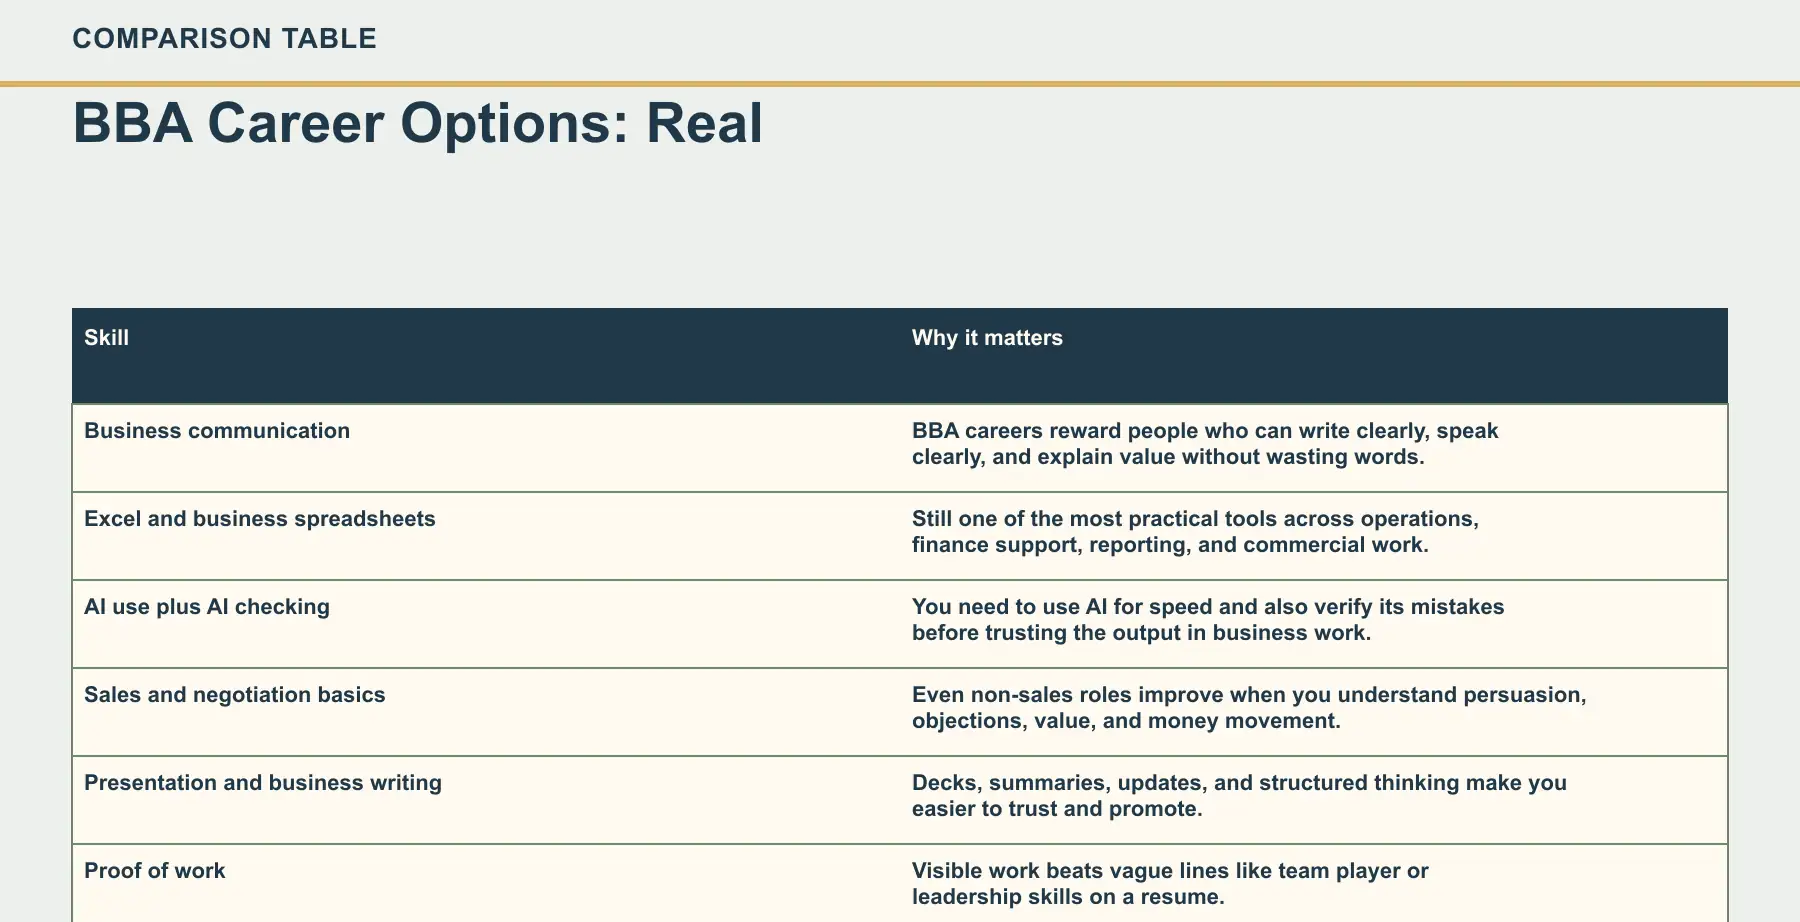 COMPARISON TABLE
BBA Career Options: Real
Skill
Why it matters
Business communication
BBA careers reward people who can write clearly, speak
clearly, and explain value without wasting words.
Excel and business spreadsheets
Still one of the most practical tools across operations,
finance support, reporting, and commercial work.
AI use plus AI checking
You need to use AI for speed and also verify its mistakes
before trusting the output in business work.
Sales and negotiation basics
Even non-sales roles improve when you understand persuasion,
objections, value, and money movement.
Presentation and business writing
Decks, summaries, updates, and structured thinking make you
easier to trust and promote.
Proof of work
Visible work beats vague lines like team player or
leadership skills on a resume.